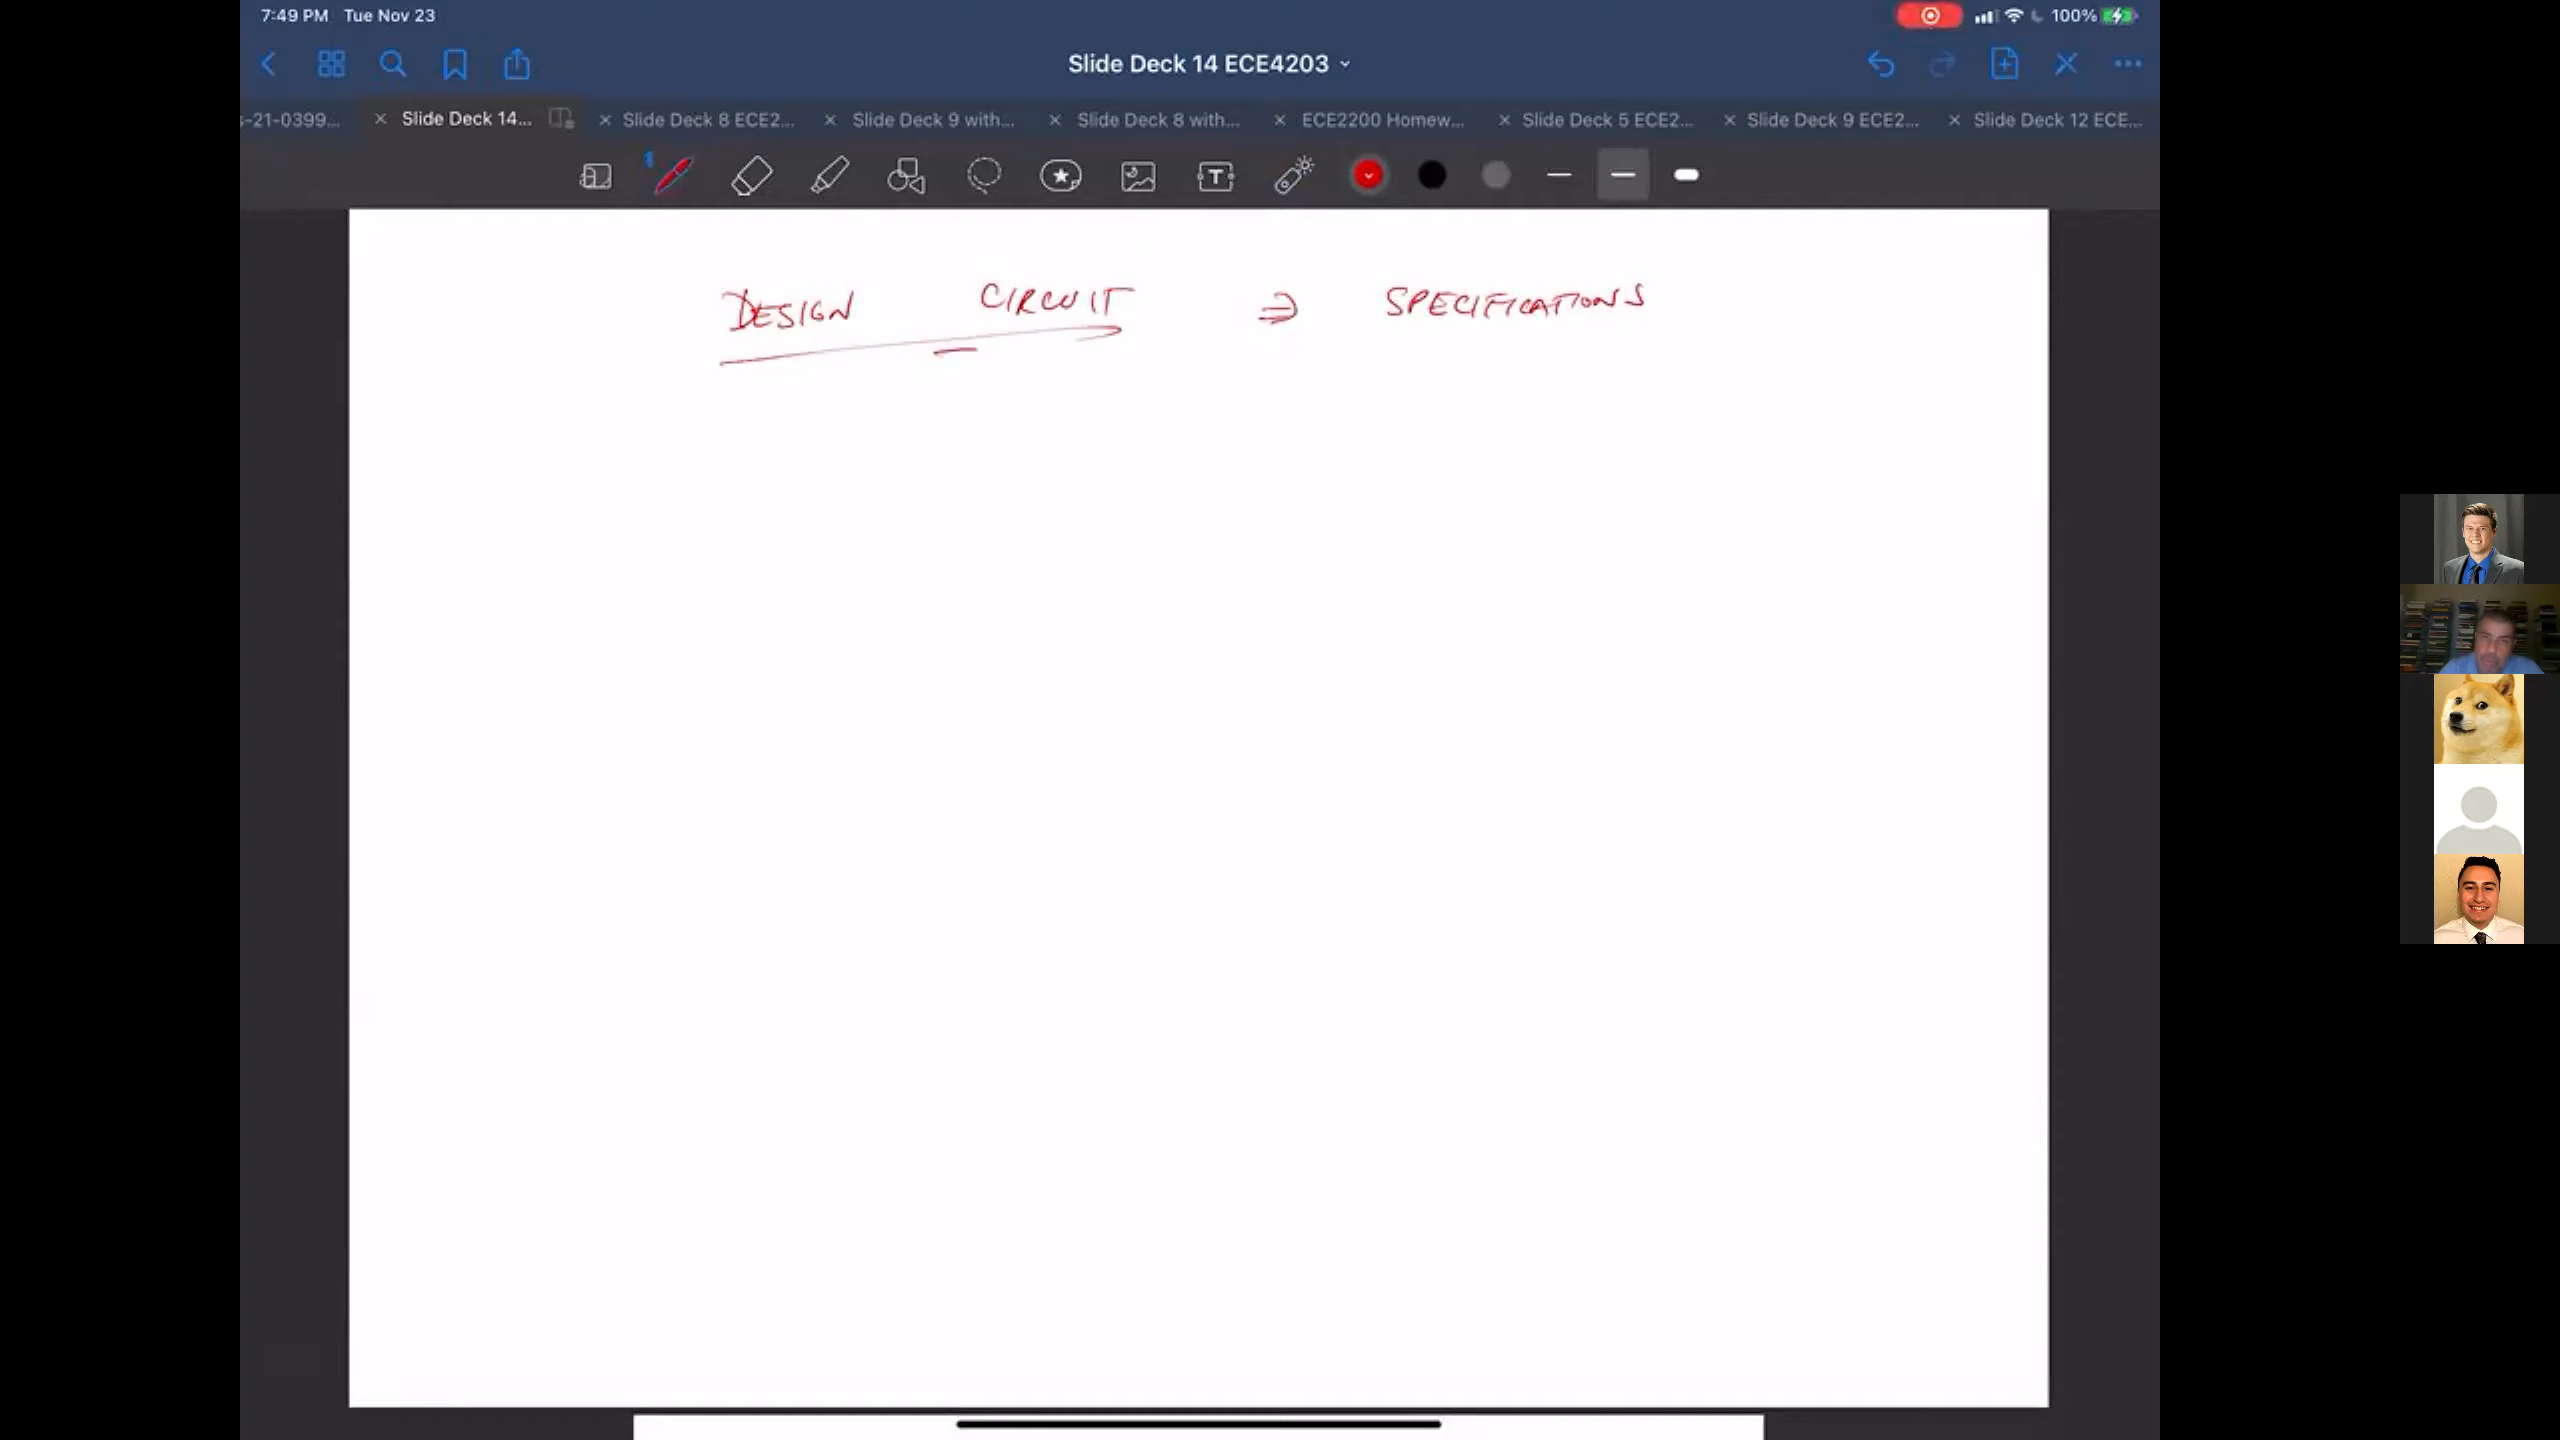 7:49 PM Tue Nov 23 100%
Slide Deck 14 ECE4203
-21-0399... Slide Deck 14... Slide Deck 8 ECE2... Slide Deck 9 with... Slide Deck 8 with... ECE2200 Homew... Slide Deck 5 ECE2... Slide Deck 9 ECE2... Slide Deck 12 ECE...
DESIGN CIRCUIT ⇒ SPECIFICATIONS